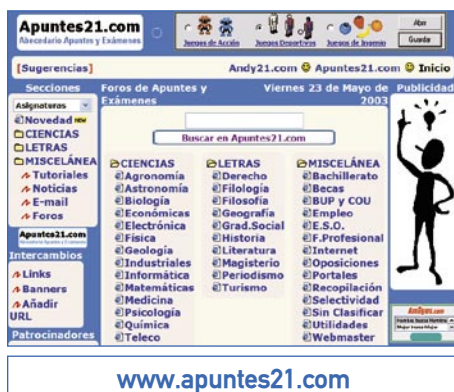 Apuntes21.com
Abecedario Apuntes y Exámenes
Juegos de Acción
Juegos Deportivos
Juegos de Ingenio
Abrir
Guarda
[Sugerencias]
Andy21.com Apuntes21.com Inicio
Secciones
Asignaturas
Novedad
CIENCIAS
LETRAS
MISCELÁNEA
Tutoriales
Noticias
E-mail
Foros
Apuntes21.com
Intercambios
Links
Banners
Añadir
URL
Patrocinadores
Foros de Apuntes y
Exámenes
Viernes 23 de Mayo de
2003
Buscar en Apuntes21.com
CIENCIAS
Agronomía
Astronomía
Biología
Económicas
Electrónica
Física
Geología
Industriales
Informática
Matemáticas
Medicina
Psicología
Química
Teleco
LETRAS
Derecho
Filología
Filosofía
Geografía
Grad.Social
Historia
Literatura
Magisterio
Periodismo
Turismo
MISCELÁNEA
Bachillerato
Becas
BUP y COU
Empleo
E.S.O.
F.Profesional
Internet
Oposiciones
Portales
Recopilación
Selectividad
Sin Clasificar
Utilidades
Webmaster
Publicidad
Amigos.com
www.apuntes21.com